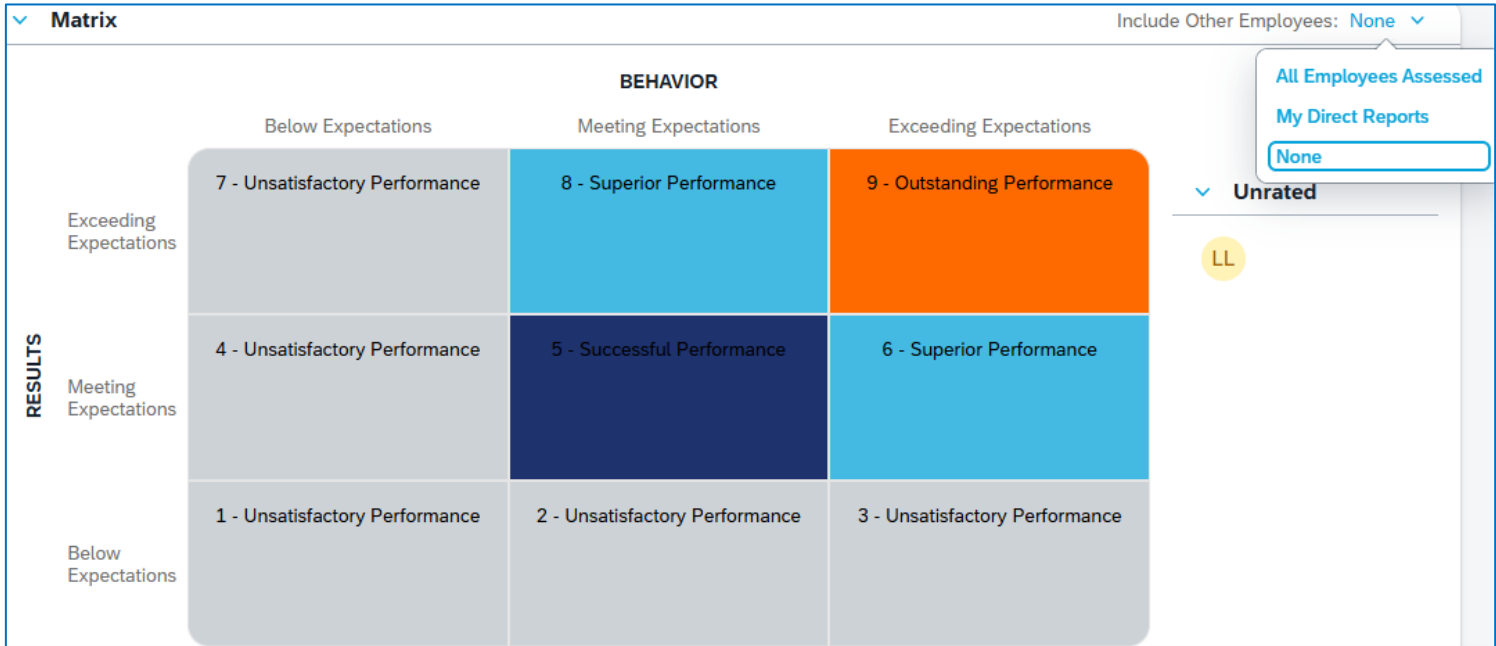 Matrix
Include Other Employees: None
All Employees Assessed
My Direct Reports
None
BEHAVIOR
Below Expectations
Meeting Expectations
Exceeding Expectations
Unrated
LL
RESULTS
Exceeding
Expectations
7 - Unsatisfactory Performance
8 - Superior Performance
9 - Outstanding Performance
Meeting
Expectations
4 - Unsatisfactory Performance
5 - Successful Performance
6 - Superior Performance
Below
Expectations
1 - Unsatisfactory Performance
2 - Unsatisfactory Performance
3 - Unsatisfactory Performance